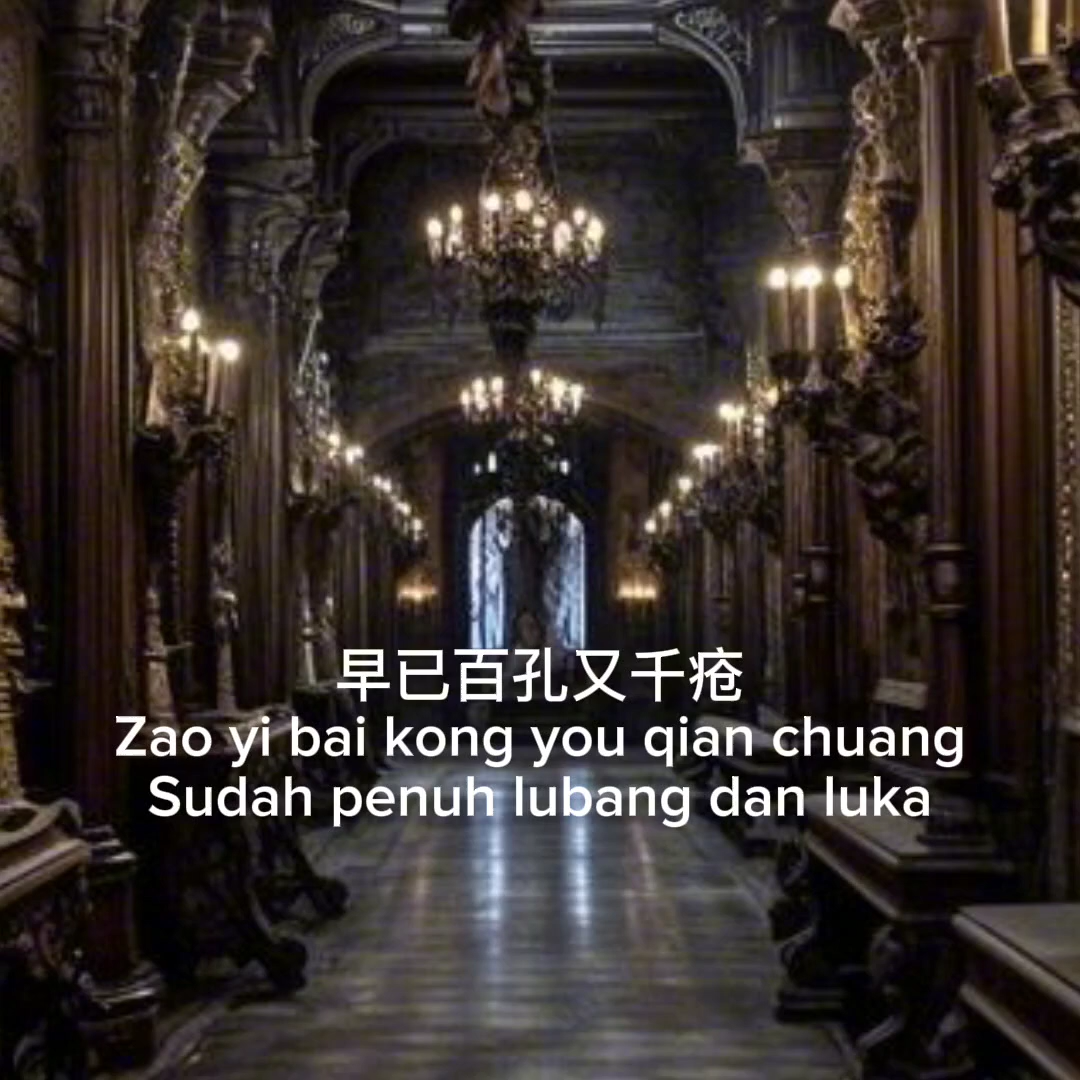 早已百孔又千疮
Zao yi bai kong you qian chuang
Sudah penuh lubang dan luka